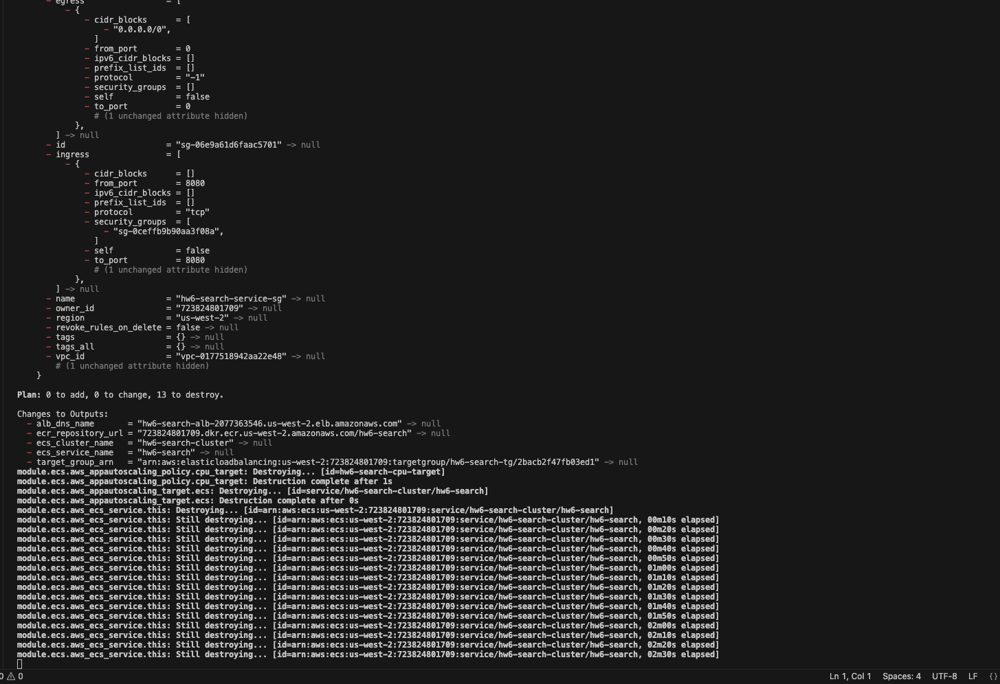 - egress                 = [
          - {
              - cidr_blocks      = [
                  - "0.0.0.0/0",
                ]
              - from_port        = 0
              - ipv6_cidr_blocks = []
              - prefix_list_ids  = []
              - protocol         = "-1"
              - security_groups  = []
              - self             = false
              - to_port          = 0
                # (1 unchanged attribute hidden)
            },
        ] -> null
      - id                     = "sg-06e9a61d6faac5701" -> null
      - ingress                = [
          - {
              - cidr_blocks      = []
              - from_port        = 8080
              - ipv6_cidr_blocks = []
              - prefix_list_ids  = []
              - protocol         = "tcp"
              - security_groups  = [
                  - "sg-0ceffb9b90aa3f08a",
                ]
              - self             = false
              - to_port          = 8080
                # (1 unchanged attribute hidden)
            },
        ] -> null
      - name                   = "hw6-search-service-sg" -> null
      - owner_id               = "723824801709" -> null
      - region                 = "us-west-2" -> null
      - revoke_rules_on_delete = false -> null
      - tags                   = {} -> null
      - tags_all               = {} -> null
      - vpc_id                 = "vpc-0177518942aa22e48" -> null
        # (1 unchanged attribute hidden)
    }
Plan: 0 to add, 0 to change, 13 to destroy.
Changes to Outputs:
  - alb_dns_name       = "hw6-search-alb-2077363546.us-west-2.elb.amazonaws.com" -> null
  - ecr_repository_url = "723824801709.dkr.ecr.us-west-2.amazonaws.com/hw6-search" -> null
  - ecs_cluster_name   = "hw6-search-cluster" -> null
  - ecs_service_name   = "hw6-search" -> null
  - target_group_arn   = "arn:aws:elasticloadbalancing:us-west-2:723824801709:targetgroup/hw6-search-tg/2bacb2f47fb03ed1" -> null
module.ecs.aws_appautoscaling_policy.cpu_target: Destroying... [id=hw6-search-cpu-target]
module.ecs.aws_appautoscaling_policy.cpu_target: Destruction complete after 1s
module.ecs.aws_appautoscaling_target.ecs: Destroying... [id=service/hw6-search-cluster/hw6-search]
module.ecs.aws_appautoscaling_target.ecs: Destruction complete after 0s
module.ecs.aws_ecs_service.this: Destroying... [id=arn:aws:ecs:us-west-2:723824801709:service/hw6-search-cluster/hw6-search]
module.ecs.aws_ecs_service.this: Still destroying... [id=arn:aws:ecs:us-west-2:723824801709:service/hw6-search-cluster/hw6-search, 00m10s elapsed]
module.ecs.aws_ecs_service.this: Still destroying... [id=arn:aws:ecs:us-west-2:723824801709:service/hw6-search-cluster/hw6-search, 00m20s elapsed]
module.ecs.aws_ecs_service.this: Still destroying... [id=arn:aws:ecs:us-west-2:723824801709:service/hw6-search-cluster/hw6-search, 00m30s elapsed]
module.ecs.aws_ecs_service.this: Still destroying... [id=arn:aws:ecs:us-west-2:723824801709:service/hw6-search-cluster/hw6-search, 00m40s elapsed]
module.ecs.aws_ecs_service.this: Still destroying... [id=arn:aws:ecs:us-west-2:723824801709:service/hw6-search-cluster/hw6-search, 00m50s elapsed]
module.ecs.aws_ecs_service.this: Still destroying... [id=arn:aws:ecs:us-west-2:723824801709:service/hw6-search-cluster/hw6-search, 01m00s elapsed]
module.ecs.aws_ecs_service.this: Still destroying... [id=arn:aws:ecs:us-west-2:723824801709:service/hw6-search-cluster/hw6-search, 01m10s elapsed]
module.ecs.aws_ecs_service.this: Still destroying... [id=arn:aws:ecs:us-west-2:723824801709:service/hw6-search-cluster/hw6-search, 01m20s elapsed]
module.ecs.aws_ecs_service.this: Still destroying... [id=arn:aws:ecs:us-west-2:723824801709:service/hw6-search-cluster/hw6-search, 01m30s elapsed]
module.ecs.aws_ecs_service.this: Still destroying... [id=arn:aws:ecs:us-west-2:723824801709:service/hw6-search-cluster/hw6-search, 01m40s elapsed]
module.ecs.aws_ecs_service.this: Still destroying... [id=arn:aws:ecs:us-west-2:723824801709:service/hw6-search-cluster/hw6-search, 01m50s elapsed]
module.ecs.aws_ecs_service.this: Still destroying... [id=arn:aws:ecs:us-west-2:723824801709:service/hw6-search-cluster/hw6-search, 02m00s elapsed]
module.ecs.aws_ecs_service.this: Still destroying... [id=arn:aws:ecs:us-west-2:723824801709:service/hw6-search-cluster/hw6-search, 02m10s elapsed]
module.ecs.aws_ecs_service.this: Still destroying... [id=arn:aws:ecs:us-west-2:723824801709:service/hw6-search-cluster/hw6-search, 02m20s elapsed]
module.ecs.aws_ecs_service.this: Still destroying... [id=arn:aws:ecs:us-west-2:723824801709:service/hw6-search-cluster/hw6-search, 02m30s elapsed]
0 ⚠ 0 Ln 1, Col 1 Spaces: 4 UTF-8 LF {}